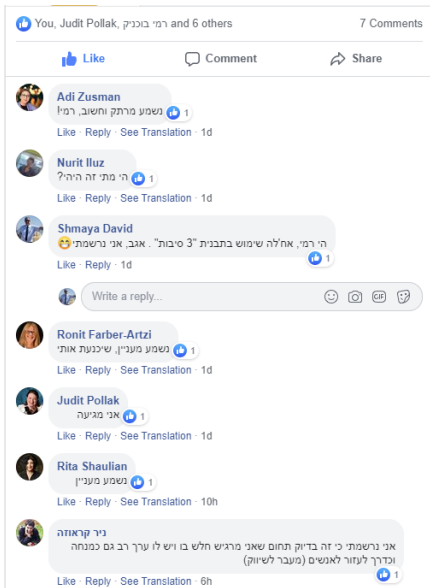 You, Judit Pollak, רמי בוכניק and 6 others
7 Comments
Like
Comment
Share
Adi Zusman
נשמע מרתק וחשוב, רמי!
1
Like · Reply · See Translation · 1d
Nurit Iluz
הי מתי זה היהי?
1
Like · Reply · See Translation · 1d
Shmaya David
הי רמי, אח'לה שימוש בתבנית "3 סיבות" . אגב, אני נרשמתי😁
1
Like · Reply · 1d
Write a reply...
GIF
Ronit Farber-Artzi
נשמע מעניין, שיכנעת אותי
1
Like · Reply · See Translation · 1d
Judit Pollak
אני מגיעה
1
Like · Reply · See Translation · 1d
Rita Shaulian
נשמע מעניין
1
Like · Reply · See Translation · 10h
ניר קראוזה
אני נרשמתי כי זה בדיוק תחום שאני מרגיש חלש בו ויש לו ערך רב גם כמנחה
וכדרך לעזור לאנשים (מעבר לשיווק)
1
Like · Reply · See Translation · 6h